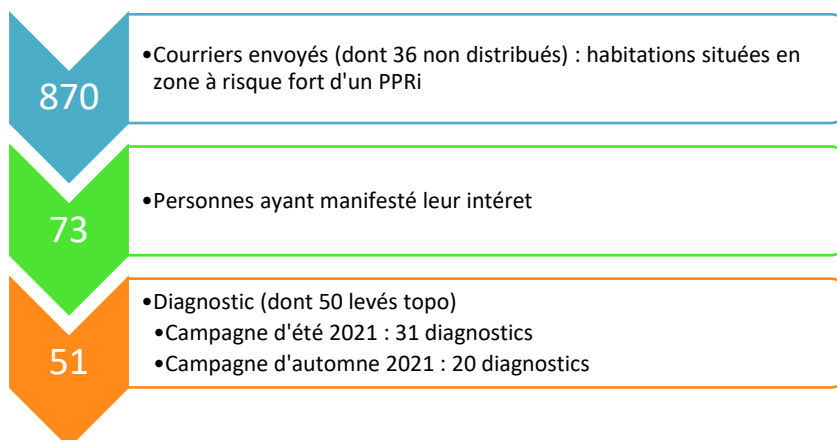 870
•Courriers envoyés (dont 36 non distribués) : habitations situées en
zone à risque fort d'un PPRi
73
•Personnes ayant manifesté leur intéret
51
•Diagnostic (dont 50 levés topo)
•Campagne d'été 2021 : 31 diagnostics
•Campagne d'automne 2021 : 20 diagnostics